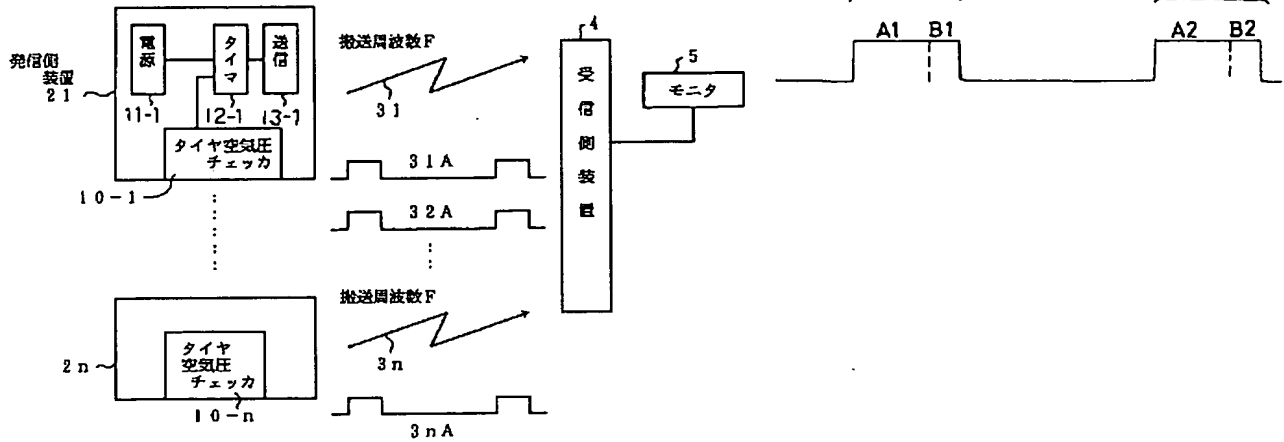 発信側
装置
21
電源
タイマ
送信
11-1
12-1
13-1
タイヤ空気圧
チェッカ
10-1
搬送周波数F
31
31A
32A
4
受信側装置
5
モニタ
A1 B1
A2 B2
2n
タイヤ
空気圧
チェッカ
10-n
搬送周波数F
3n
3nA